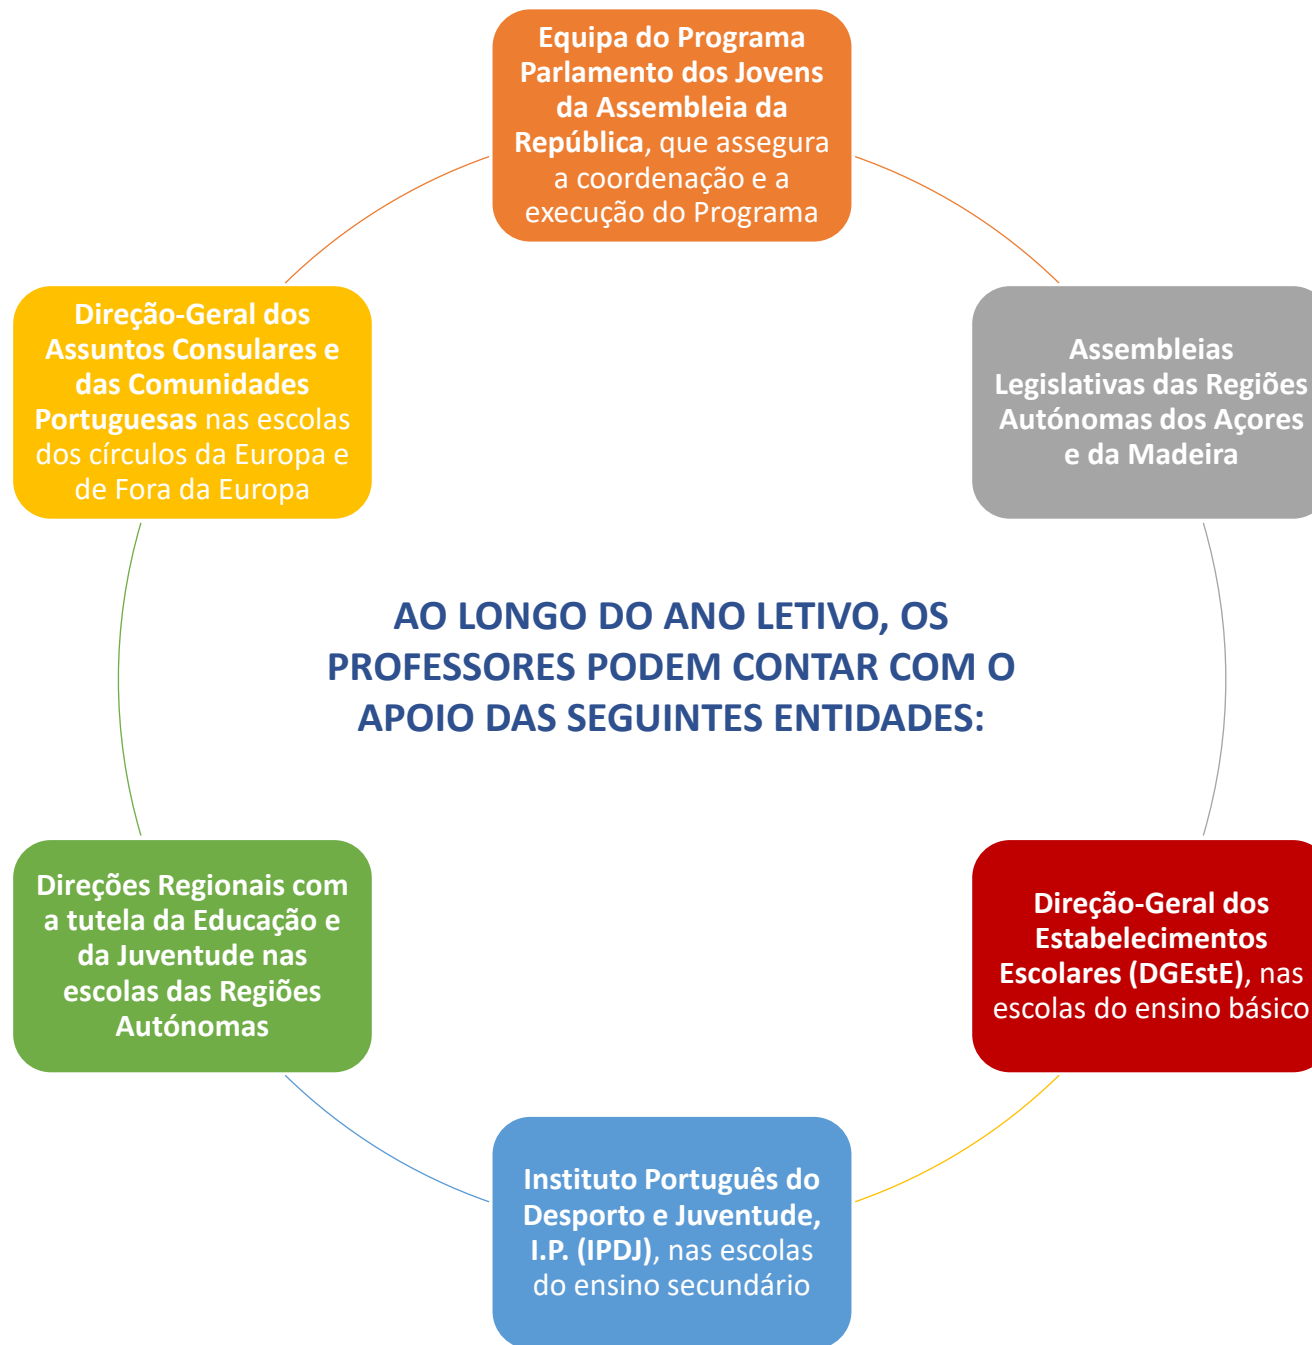 Equipa do Programa
Parlamento dos Jovens
da Assembleia da
República, que assegura
a coordenação e a
execução do Programa
Assembleias
Legislativas das Regiões
Autónomas dos Açores
e da Madeira
Direção-Geral dos
Estabelecimentos
Escolares (DGEstE), nas
escolas do ensino básico
Instituto Português do
Desporto e Juventude,
I.P. (IPDJ), nas escolas
do ensino secundário
Direções Regionais com
a tutela da Educação e
da Juventude nas
escolas das Regiões
Autónomas
Direção-Geral dos
Assuntos Consulares e
das Comunidades
Portuguesas nas escolas
dos círculos da Europa e
de Fora da Europa
AO LONGO DO ANO LETIVO, OS
PROFESSORES PODEM CONTAR COM O
APOIO DAS SEGUINTES ENTIDADES: